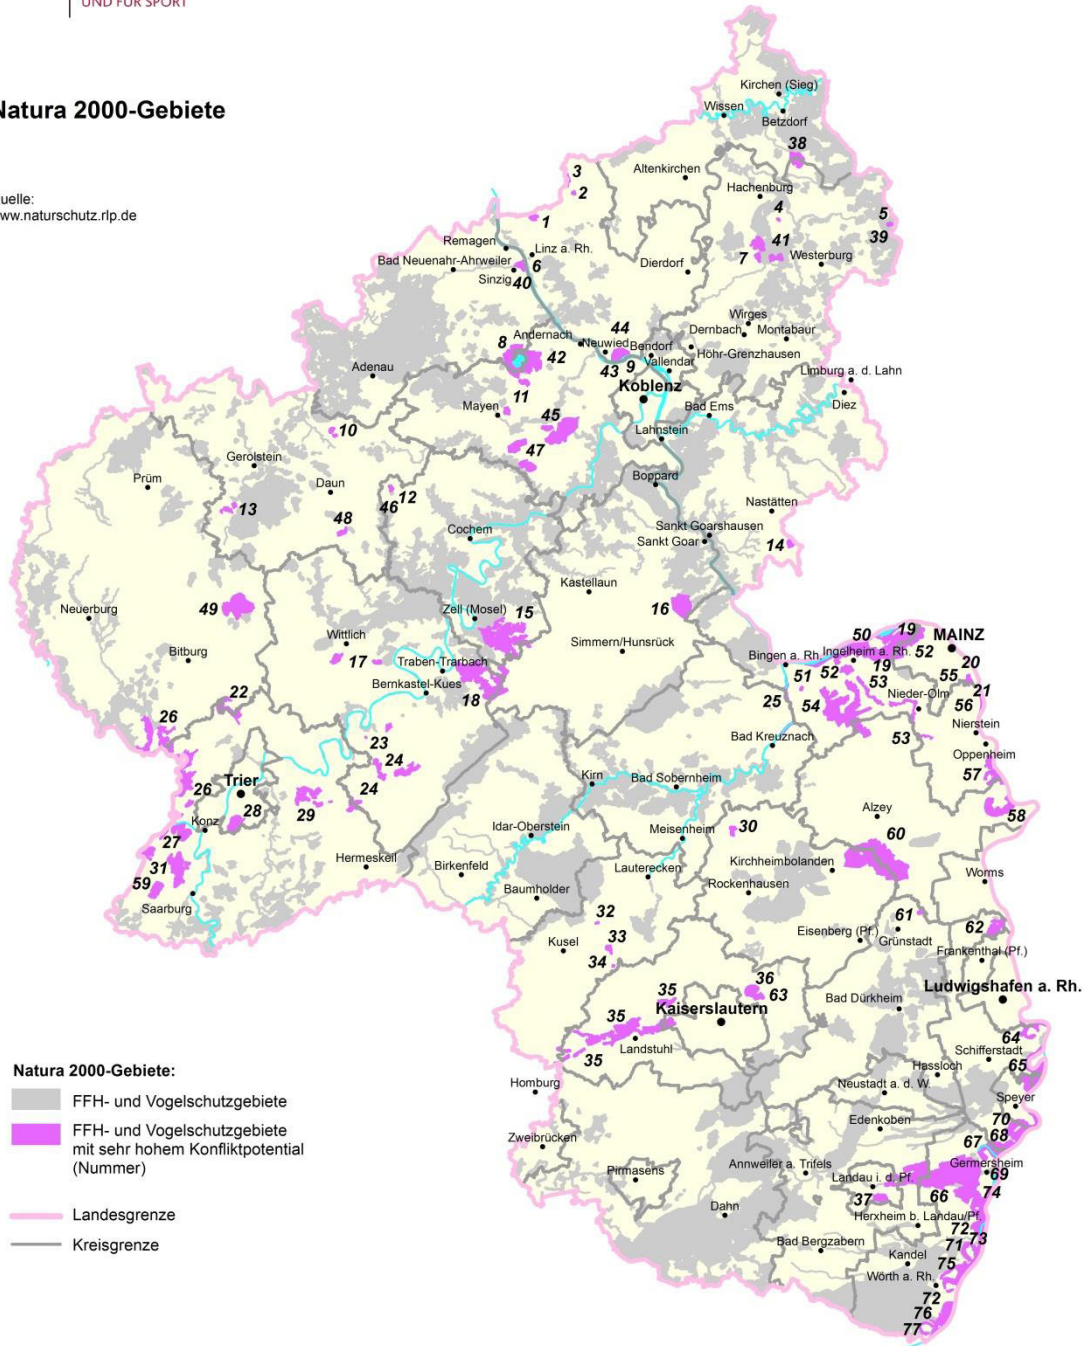 UND FÜR SPORT
Natura 2000-Gebiete
uelle:
www.naturschutz.rlp.de
Kirchen (Sieg)
Wissen
Betzdorf
38
3
Altenkirchen
2
Hachenburg
4
5
1
Remagen
Linz a. Rh.
41
39
Bad Neuenahr-Ahrweiler
6
Dierdorf
7
Westerburg
Sinzig
40
Wirges
44
Dernbach
Montabaur
Andernach
8
Neuwied
Bendorf
42
43
9
Vallendar
Höhr-Grenzhausen
Adenau
Limburg a. d. Lahn
Koblenz
11
Diez
Mayen
45
Bad Ems
10
Lahnstein
47
Gerolstein
Boppard
Prüm
Daun
12
46
13
Nastätten
48
Cochem
Sankt Goarshausen
Sankt Goar
14
Kastellaun
49
Neuerburg
Zell (Mosel)
15
16
50
19
MAINZ
Wittlich
Simmern/Hunsrück
Bitburg
17
Bingen a. Rh.
Ingelheim a. Rh.
52
Traben-Trarbach
51
52
19
20
55
53
Bernkastel-Kues
18
25
54
Nieder-Olm
21
22
56
26
Nierstein
23
Bad Kreuznach
53
Oppenheim
24
57
Trier
Kirn
Bad Sobernheim
26
28
29
24
Alzey
58
Konz
Idar-Oberstein
Meisenheim
30
60
27
Hermeskeil
Birkenfeld
Lauterecken
Kirchheimbolanden
31
Rockenhausen
Worms
59
Baumholder
Saarburg
32
61
62
33
Eisenberg (Pf.)
Grünstadt
Kusel
34
Frankenthal (Pf.)
36
35
63
Ludwigshafen a. Rh.
Kaiserslautern
Bad Dürkheim
35
64
35
Landstuhl
Schifferstadt
65
Natura 2000-Gebiete:
Homburg
Hassloch
Neustadt a. d. W.
FFH- und Vogelschutzgebiete
Speyer
Edenkoben
70
FFH- und Vogelschutzgebiete
mit sehr hohem Konfliktpotential
(Nummer)
Zweibrücken
67
68
Annweiler a. Trifels
Germersheim
Pirmasens
Landau i. d. Pf.
69
37
66
74
Landesgrenze
Dahn
Herxheim b. Landau/Pf.
72
Kreisgrenze
Bad Bergzabern
71
73
Kandel
75
Wörth a. Rh.
72
76
77